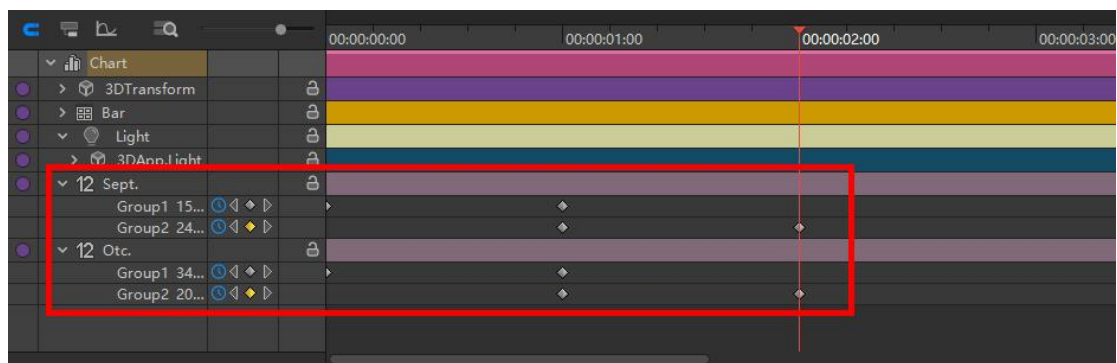 00:00:00:00 00:00:01:00 00:00:02:00 00:00:03:00
Chart
3DTransform
Bar
Light
3DApp.Light
12 Sept.
Group1 15...
Group2 24...
12 Otc.
Group1 34...
Group2 20...